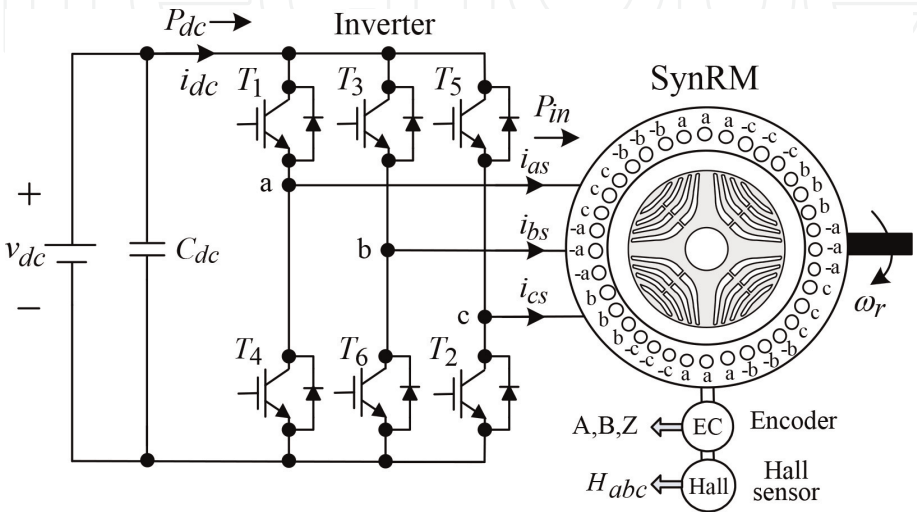 P_dc
Inverter
i_dc
T_1
T_3
T_5
SynRM
P_in
i_as
a
+
v_dc
−
C_dc
b
i_bs
c
i_cs
T_4
T_6
T_2
ω_r
a a a -c -c -c b b b -a -a -a c c c -b -b -b a a a -c -c -c b b b -a -a -a c c c -b -b -b
A,B,Z
EC
Encoder
H_abc
Hall
Hall
sensor